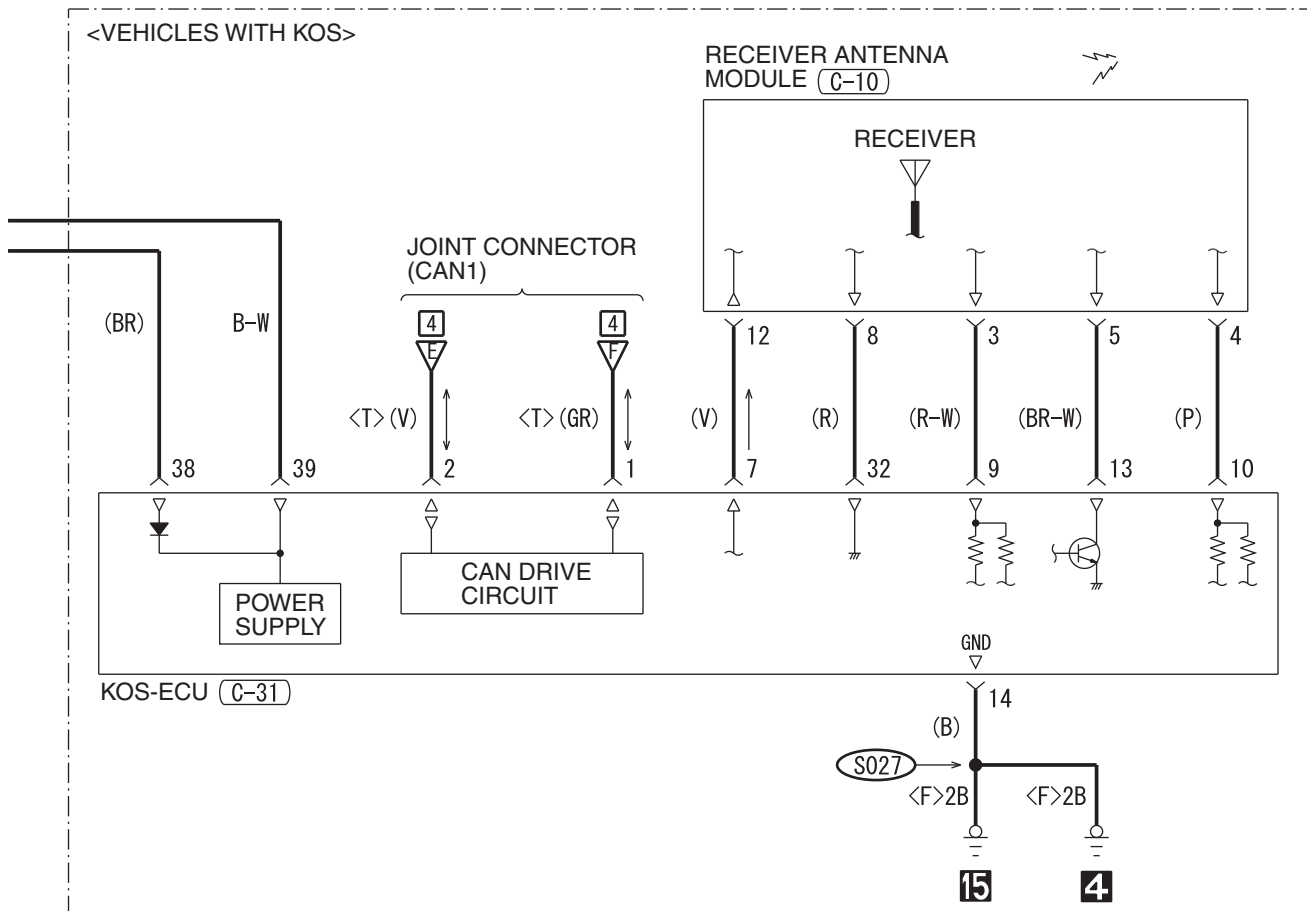 <VEHICLES WITH KOS>
RECEIVER ANTENNA
MODULE C-10
RECEIVER
JOINT CONNECTOR
(CAN1)
4 4
E F
12 8 3 5 4
(BR) B-W <T>(V) <T>(GR) (V) (R) (R-W) (BR-W) (P)
38 39 2 1 7 32 9 13 10
CAN DRIVE
CIRCUIT
POWER
SUPPLY
GND
KOS-ECU C-31
14
(B)
S027
<F>2B <F>2B
15 4